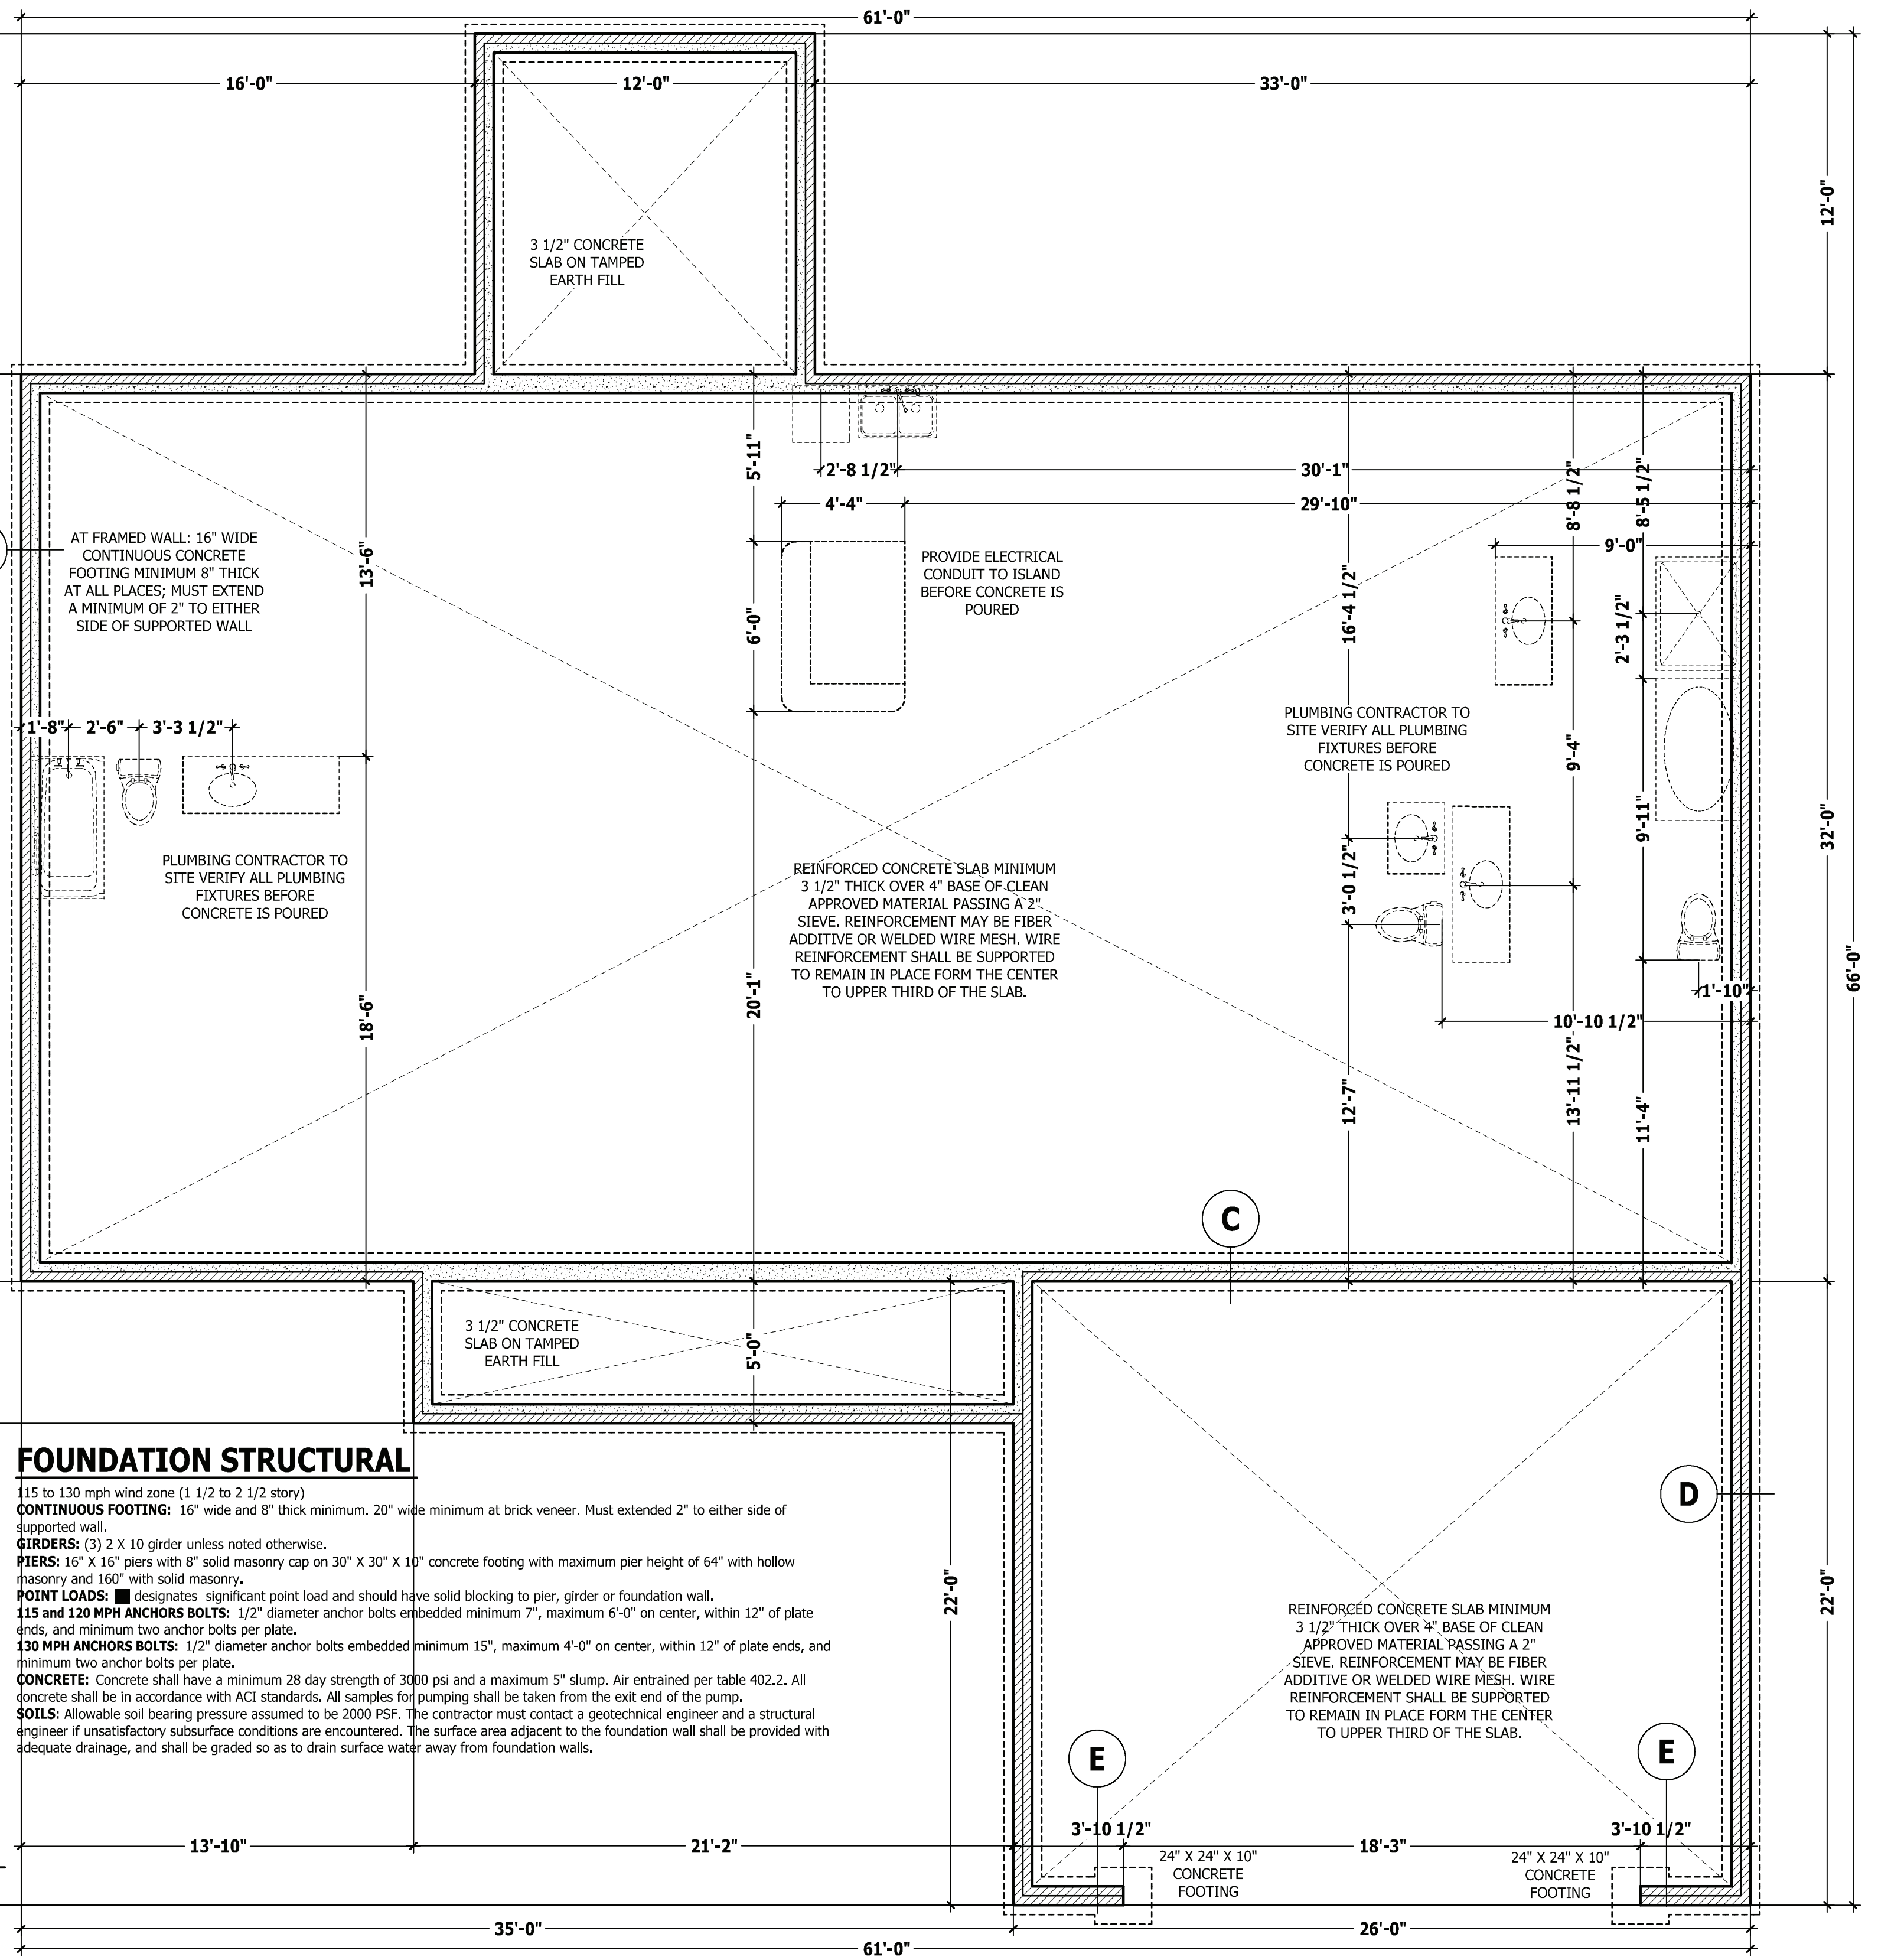 61'-0"
16'-0"
12'-0"
33'-0"
12'-0"
3 1/2" CONCRETE
SLAB ON TAMPED
EARTH FILL
5'-11"
2'-8 1/2"
30'-1"
4'-4"
29'-10"
8'-8 1/2"
8'-5 1/2"
9'-0"
AT FRAMED WALL: 16" WIDE
CONTINUOUS CONCRETE
FOOTING MINIMUM 8" THICK
AT ALL PLACES; MUST EXTEND
A MINIMUM OF 2" TO EITHER
SIDE OF SUPPORTED WALL
13'-6"
PROVIDE ELECTRICAL
CONDUIT TO ISLAND
BEFORE CONCRETE IS
POURED
6'-0"
16'-4 1/2"
2'-3 1/2"
1'-8"
2'-6"
3'-3 1/2"
PLUMBING CONTRACTOR TO
SITE VERIFY ALL PLUMBING
FIXTURES BEFORE
CONCRETE IS POURED
9'-4"
9'-11"
32'-0"
PLUMBING CONTRACTOR TO
SITE VERIFY ALL PLUMBING
FIXTURES BEFORE
CONCRETE IS POURED
REINFORCED CONCRETE SLAB MINIMUM
3 1/2" THICK OVER 4" BASE OF CLEAN
APPROVED MATERIAL PASSING A 2"
SIEVE. REINFORCEMENT MAY BE FIBER
ADDITIVE OR WELDED WIRE MESH. WIRE
REINFORCEMENT SHALL BE SUPPORTED
TO REMAIN IN PLACE FORM THE CENTER
TO UPPER THIRD OF THE SLAB.
3'-0 1/2"
66'-0"
18'-6"
20'-1"
1'-10"
10'-10 1/2"
12'-7"
13'-11 1/2"
11'-4"
C
3 1/2" CONCRETE
SLAB ON TAMPED
EARTH FILL
5'-0"
FOUNDATION STRUCTURAL
115 to 130 mph wind zone (1 1/2 to 2 1/2 story)
CONTINUOUS FOOTING: 16" wide and 8" thick minimum. 20" wide minimum at brick veneer. Must extended 2" to either side of
supported wall.
GIRDERS: (3) 2 X 10 girder unless noted otherwise.
PIERS: 16" X 16" piers with 8" solid masonry cap on 30" X 30" X 10" concrete footing with maximum pier height of 64" with hollow
masonry and 160" with solid masonry.
POINT LOADS: ■ designates significant point load and should have solid blocking to pier, girder or foundation wall.
115 and 120 MPH ANCHORS BOLTS: 1/2" diameter anchor bolts embedded minimum 7", maximum 6'-0" on center, within 12" of plate
ends, and minimum two anchor bolts per plate.
130 MPH ANCHORS BOLTS: 1/2" diameter anchor bolts embedded minimum 15", maximum 4'-0" on center, within 12" of plate ends, and
minimum two anchor bolts per plate.
CONCRETE: Concrete shall have a minimum 28 day strength of 3000 psi and a maximum 5" slump. Air entrained per table 402.2. All
concrete shall be in accordance with ACI standards. All samples for pumping shall be taken from the exit end of the pump.
SOILS: Allowable soil bearing pressure assumed to be 2000 PSF. The contractor must contact a geotechnical engineer and a structural
engineer if unsatisfactory subsurface conditions are encountered. The surface area adjacent to the foundation wall shall be provided with
adequate drainage, and shall be graded so as to drain surface water away from foundation walls.
D
22'-0"
22'-0"
REINFORCED CONCRETE SLAB MINIMUM
3 1/2" THICK OVER 4" BASE OF CLEAN
APPROVED MATERIAL PASSING A 2"
SIEVE. REINFORCEMENT MAY BE FIBER
ADDITIVE OR WELDED WIRE MESH. WIRE
REINFORCEMENT SHALL BE SUPPORTED
TO REMAIN IN PLACE FORM THE CENTER
TO UPPER THIRD OF THE SLAB.
E
E
3'-10 1/2"
3'-10 1/2"
13'-10"
21'-2"
18'-3"
24" X 24" X 10"
CONCRETE
FOOTING
24" X 24" X 10"
CONCRETE
FOOTING
35'-0"
26'-0"
61'-0"